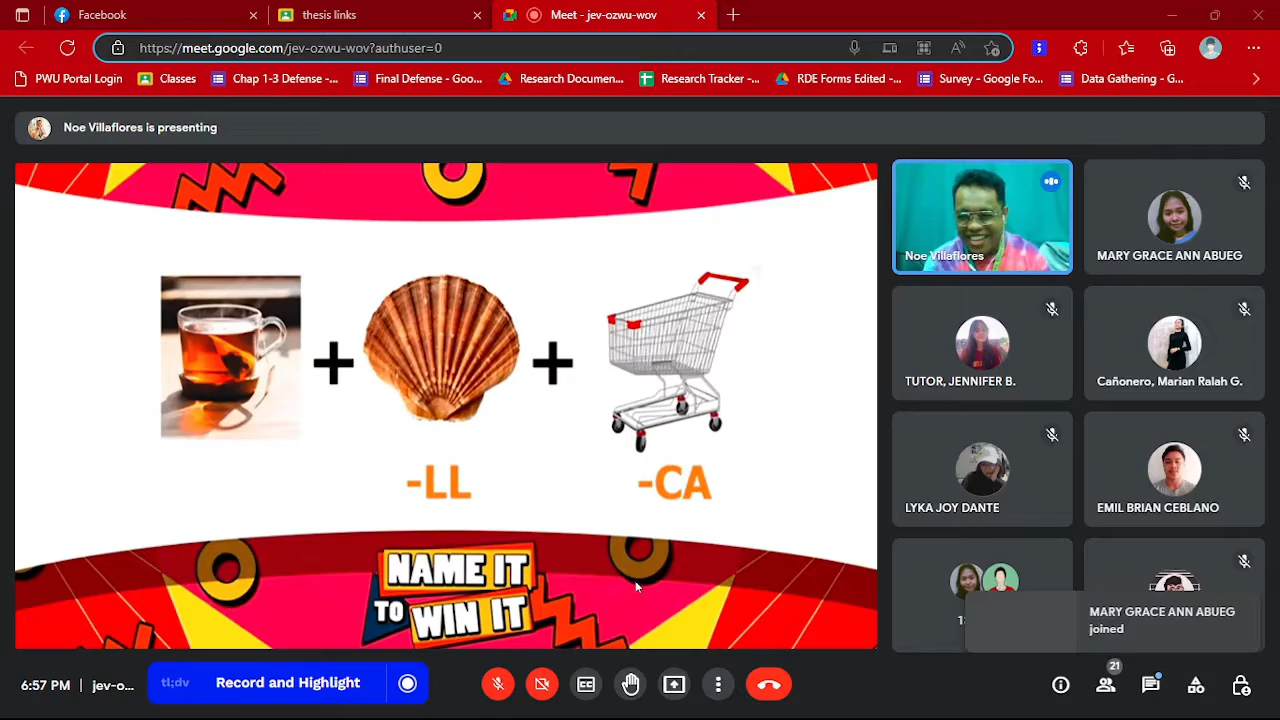 Facebook
thesis links
Meet - jev-ozwu-wov
https://meet.google.com/jev-ozwu-wov?authuser=0
PWU Portal Login
Classes
Chap 1-3 Defense -...
Final Defense - Goo...
Research Documen...
Research Tracker -...
RDE Forms Edited -...
Survey - Google Fo...
Data Gathering - G...
Noe Villaflores is presenting
Noe Villaflores
MARY GRACE ANN ABUEG
TUTOR, JENNIFER B.
Cañonero, Marian Ralah G.
LYKA JOY DANTE
EMIL BRIAN CEBLANO
+
+
-LL
-CA
NAME IT
TO WIN IT
MARY GRACE ANN ABUEG
joined
6:57 PM
jev-o...
tl;dv
Record and Highlight
21